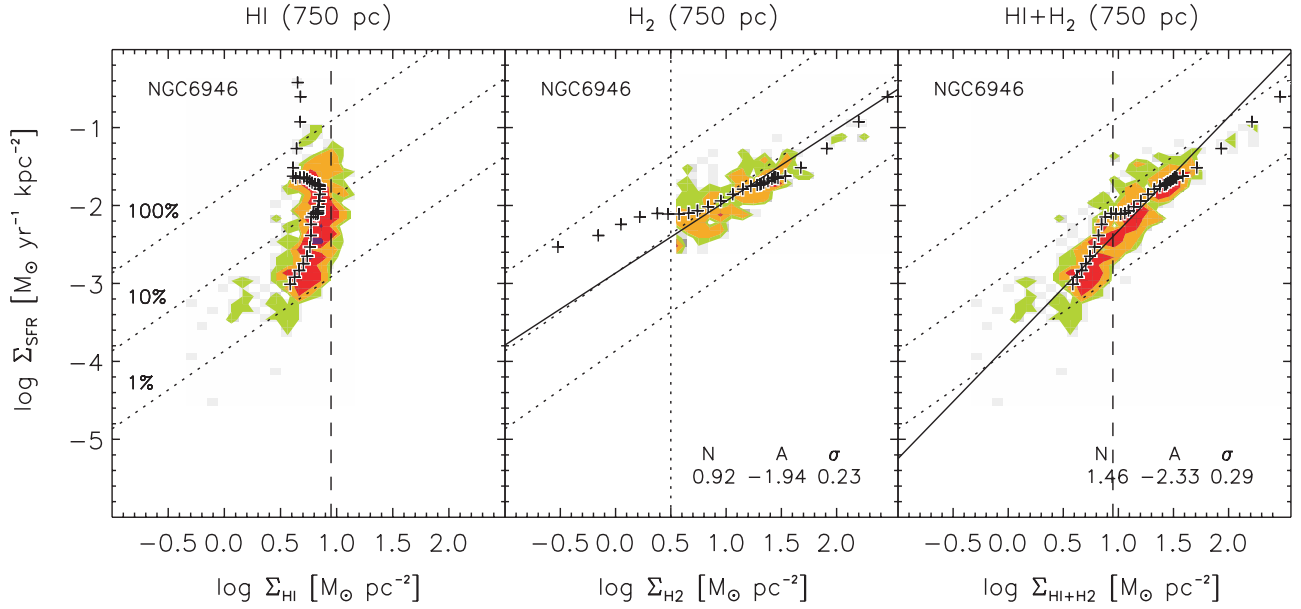 HI (750 pc)
H₂ (750 pc)
HI+H₂ (750 pc)
log Σ_SFR [M⊙ yr⁻¹ kpc⁻²]
−1
−2
−3
−4
−5
NGC6946
100%
10%
1%
NGC6946
N A σ
0.92 −1.94 0.23
NGC6946
N A σ
1.46 −2.33 0.29
−0.5 0.0 0.5 1.0 1.5 2.0
−0.5 0.0 0.5 1.0 1.5 2.0
−0.5 0.0 0.5 1.0 1.5 2.0
log Σ_HI [M⊙ pc⁻²]
log Σ_H2 [M⊙ pc⁻²]
log Σ_HI+H2 [M⊙ pc⁻²]